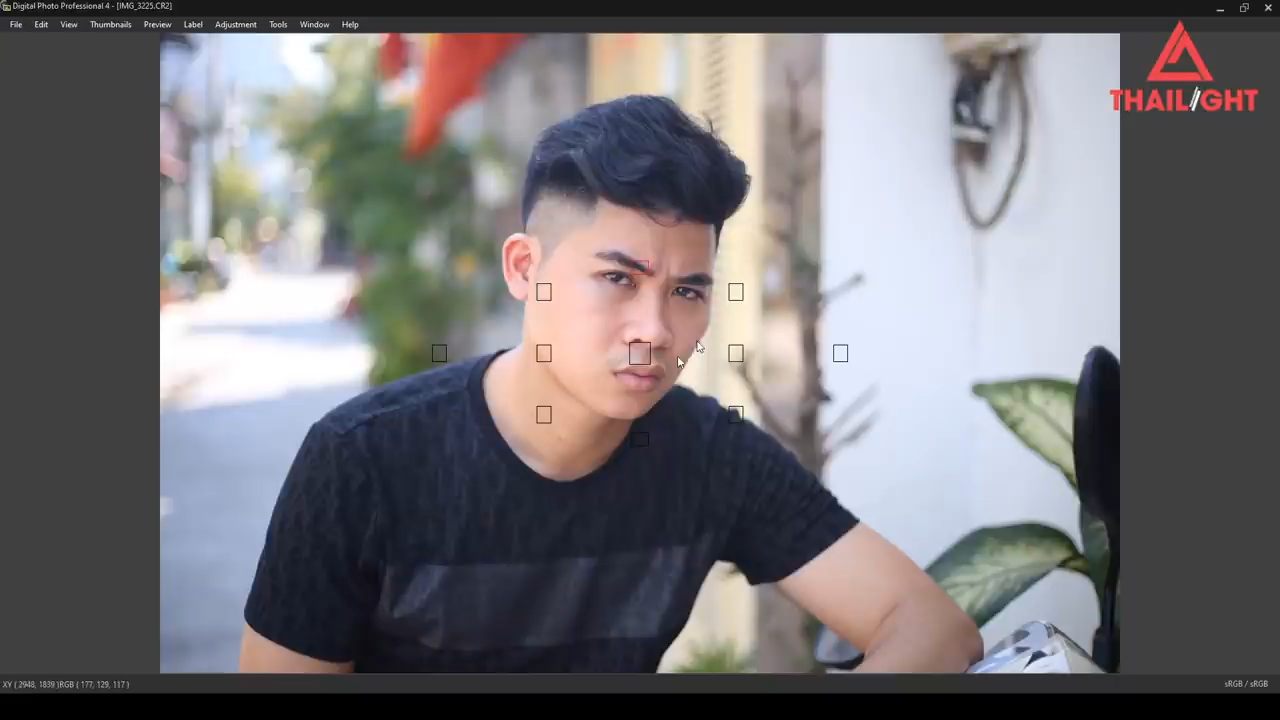 Digital Photo Professional 4 - [IMG_3225.CR2]
File Edit View Thumbnails Preview Label Adjustment Tools Window Help
THAILIGHT
XY ( 2948, 1839 )RGB ( 177, 129, 117 )
sRGB / sRGB